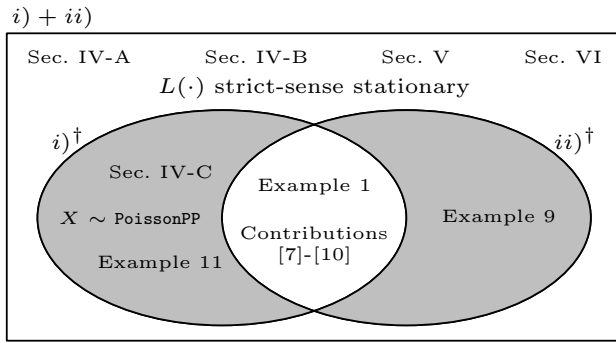 i) + ii)
Sec. IV-A Sec. IV-B Sec. V Sec. VI
L(·) strict-sense stationary
i)† ii)†
Sec. IV-C
Example 1
X ∼ PoissonPP
Example 9
Contributions
[7]-[10]
Example 11